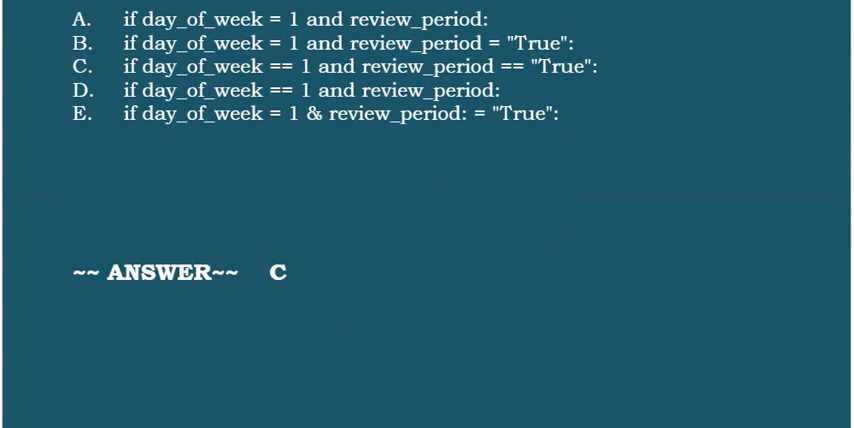 A. if day_of_week = 1 and review_period:
B. if day_of_week = 1 and review_period = "True":
C. if day_of_week == 1 and review_period == "True":
D. if day_of_week == 1 and review_period:
E. if day_of_week = 1 & review_period: = "True":
~~ ANSWER~~ C